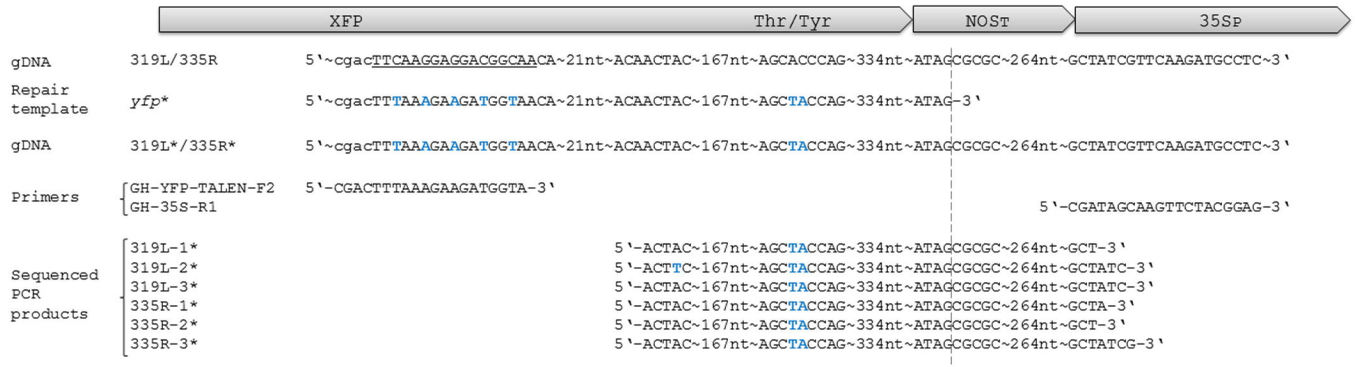 XFP Thr/Tyr NOST 35SP
gDNA 319L/335R 5'~cgacTTCAAGGAGGACGGCAACA~21nt~ACAACTAC~167nt~AGCACCCAG~334nt~ATAGCGCGC~264nt~GCTATCGTTCAAGATGCCTC~3'
Repair template yfp* 5'~cgacTTTAAAGAAGATGGTAACA~21nt~ACAACTAC~167nt~AGCTACCAG~334nt~ATAG-3'
gDNA 319L*/335R* 5'~cgacTTTAAAGAAGATGGTAACA~21nt~ACAACTAC~167nt~AGCTACCAG~334nt~ATAGCGCGC~264nt~GCTATCGTTCAAGATGCCTC~3'
Primers GH-YFP-TALEN-F2 5'-CGACTTTAAAGAAGATGGTA-3'
GH-35S-R1 5'-CGATAGCAAGTTCTACGGAG-3'
Sequenced PCR products
319L-1* 5'-ACTAC~167nt~AGCTACCAG~334nt~ATAGCGCGC~264nt~GCT-3'
319L-2* 5'-ACTTC~167nt~AGCTACCAG~334nt~ATAGCGCGC~264nt~GCTATC-3'
319L-3* 5'-ACTAC~167nt~AGCTACCAG~334nt~ATAGCGCGC~264nt~GCTATC-3'
335R-1* 5'-ACTAC~167nt~AGCTACCAG~334nt~ATAGCGCGC~264nt~GCTA-3'
335R-2* 5'-ACTAC~167nt~AGCTACCAG~334nt~ATAGCGCGC~264nt~GCT-3'
335R-3* 5'-ACTAC~167nt~AGCTACCAG~334nt~ATAGCGCGC~264nt~GCTATCG-3'